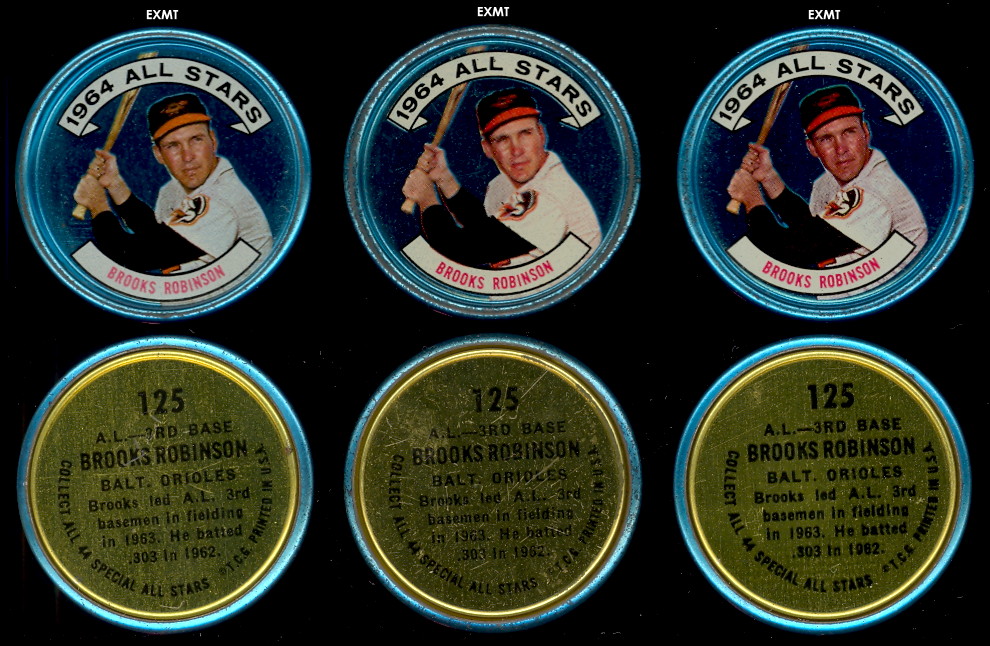 EXMT
EXMT
EXMT
1964 ALL STARS
BROOKS ROBINSON
1964 ALL STARS
BROOKS ROBINSON
1964 ALL STARS
BROOKS ROBINSON
125
A.L.—3RD BASE
BROOKS ROBINSON
BALT. ORIOLES
Brooks led A.L. 3rd
basemen in fielding
in 1963. He batted
.303 in 1962.
COLLECT ALL 44 SPECIAL ALL STARS ©T.C.G. PRINTED IN U.S.A.
125
A.L.—3RD BASE
BROOKS ROBINSON
BALT. ORIOLES
Brooks led A.L. 3rd
basemen in fielding
in 1963. He batted
.303 in 1962.
COLLECT ALL 44 SPECIAL ALL STARS ©T.C.G. PRINTED IN U.S.A.
125
A.L.—3RD BASE
BROOKS ROBINSON
BALT. ORIOLES
Brooks led A.L. 3rd
basemen in fielding
in 1963. He batted
.303 in 1962.
COLLECT ALL 44 SPECIAL ALL STARS ©T.C.G. PRINTED IN U.S.A.